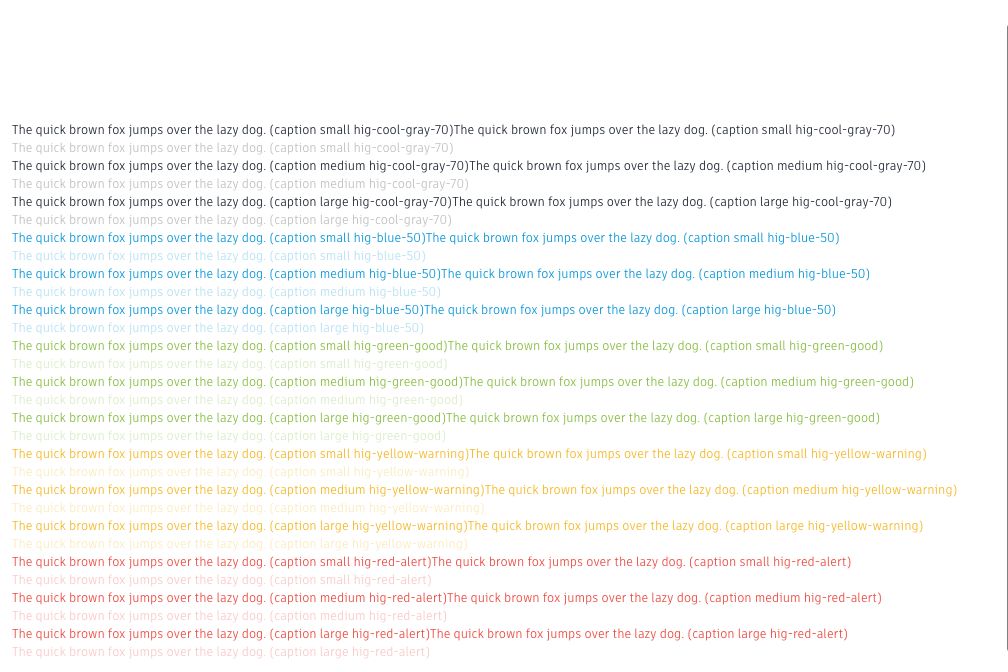 The quick brown fox jumps over the lazy dog. (caption small hig-cool-gray-70)The quick brown fox jumps over the lazy dog. (caption small hig-cool-gray-70)
The quick brown fox jumps over the lazy dog. (caption small hig-cool-gray-70)
The quick brown fox jumps over the lazy dog. (caption medium hig-cool-gray-70)The quick brown fox jumps over the lazy dog. (caption medium hig-cool-gray-70)
The quick brown fox jumps over the lazy dog. (caption medium hig-cool-gray-70)
The quick brown fox jumps over the lazy dog. (caption large hig-cool-gray-70)The quick brown fox jumps over the lazy dog. (caption large hig-cool-gray-70)
The quick brown fox jumps over the lazy dog. (caption large hig-cool-gray-70)
The quick brown fox jumps over the lazy dog. (caption small hig-blue-50)The quick brown fox jumps over the lazy dog. (caption small hig-blue-50)
The quick brown fox jumps over the lazy dog. (caption small hig-blue-50)
The quick brown fox jumps over the lazy dog. (caption medium hig-blue-50)The quick brown fox jumps over the lazy dog. (caption medium hig-blue-50)
The quick brown fox jumps over the lazy dog. (caption medium hig-blue-50)
The quick brown fox jumps over the lazy dog. (caption large hig-blue-50)The quick brown fox jumps over the lazy dog. (caption large hig-blue-50)
The quick brown fox jumps over the lazy dog. (caption large hig-blue-50)
The quick brown fox jumps over the lazy dog. (caption small hig-green-good)The quick brown fox jumps over the lazy dog. (caption small hig-green-good)
The quick brown fox jumps over the lazy dog. (caption small hig-green-good)
The quick brown fox jumps over the lazy dog. (caption medium hig-green-good)The quick brown fox jumps over the lazy dog. (caption medium hig-green-good)
The quick brown fox jumps over the lazy dog. (caption medium hig-green-good)
The quick brown fox jumps over the lazy dog. (caption large hig-green-good)The quick brown fox jumps over the lazy dog. (caption large hig-green-good)
The quick brown fox jumps over the lazy dog. (caption large hig-green-good)
The quick brown fox jumps over the lazy dog. (caption small hig-yellow-warning)The quick brown fox jumps over the lazy dog. (caption small hig-yellow-warning)
The quick brown fox jumps over the lazy dog. (caption small hig-yellow-warning)
The quick brown fox jumps over the lazy dog. (caption medium hig-yellow-warning)The quick brown fox jumps over the lazy dog. (caption medium hig-yellow-warning)
The quick brown fox jumps over the lazy dog. (caption medium hig-yellow-warning)
The quick brown fox jumps over the lazy dog. (caption large hig-yellow-warning)The quick brown fox jumps over the lazy dog. (caption large hig-yellow-warning)
The quick brown fox jumps over the lazy dog. (caption large hig-yellow-warning)
The quick brown fox jumps over the lazy dog. (caption small hig-red-alert)The quick brown fox jumps over the lazy dog. (caption small hig-red-alert)
The quick brown fox jumps over the lazy dog. (caption small hig-red-alert)
The quick brown fox jumps over the lazy dog. (caption medium hig-red-alert)The quick brown fox jumps over the lazy dog. (caption medium hig-red-alert)
The quick brown fox jumps over the lazy dog. (caption medium hig-red-alert)
The quick brown fox jumps over the lazy dog. (caption large hig-red-alert)The quick brown fox jumps over the lazy dog. (caption large hig-red-alert)
The quick brown fox jumps over the lazy dog. (caption large hig-red-alert)